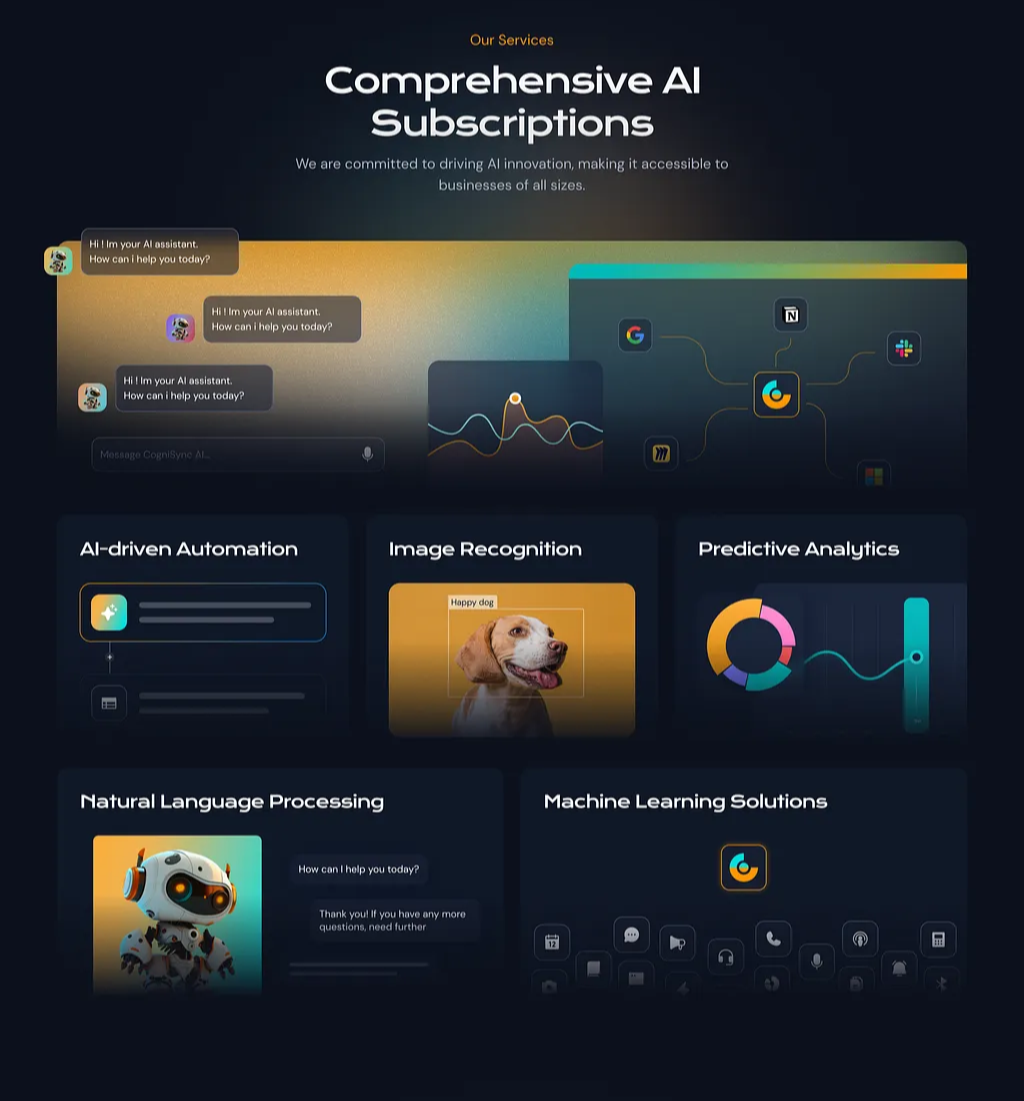 Our Services
Comprehensive AI
Subscriptions
We are committed to driving AI innovation, making it accessible to
businesses of all sizes.
Hi ! Im your AI assistant.
How can i help you today?
Hi ! Im your AI assistant.
How can i help you today?
Hi ! Im your AI assistant.
How can i help you today?
Message CogniSync AI...
AI-driven Automation
Image Recognition
Predictive Analytics
Happy dog
Natural Language Processing
Machine Learning Solutions
How can I help you today?
Thank you! If you have any more
questions, need further
12